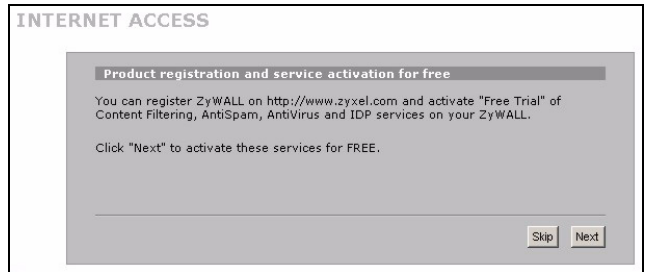 INTERNET ACCESS
Product registration and service activation for free
You can register ZyWALL on http://www.zyxel.com and activate "Free Trial" of
Content Filtering, AntiSpam, AntiVirus and IDP services on your ZyWALL.
Click "Next" to activate these services for FREE.
Skip Next